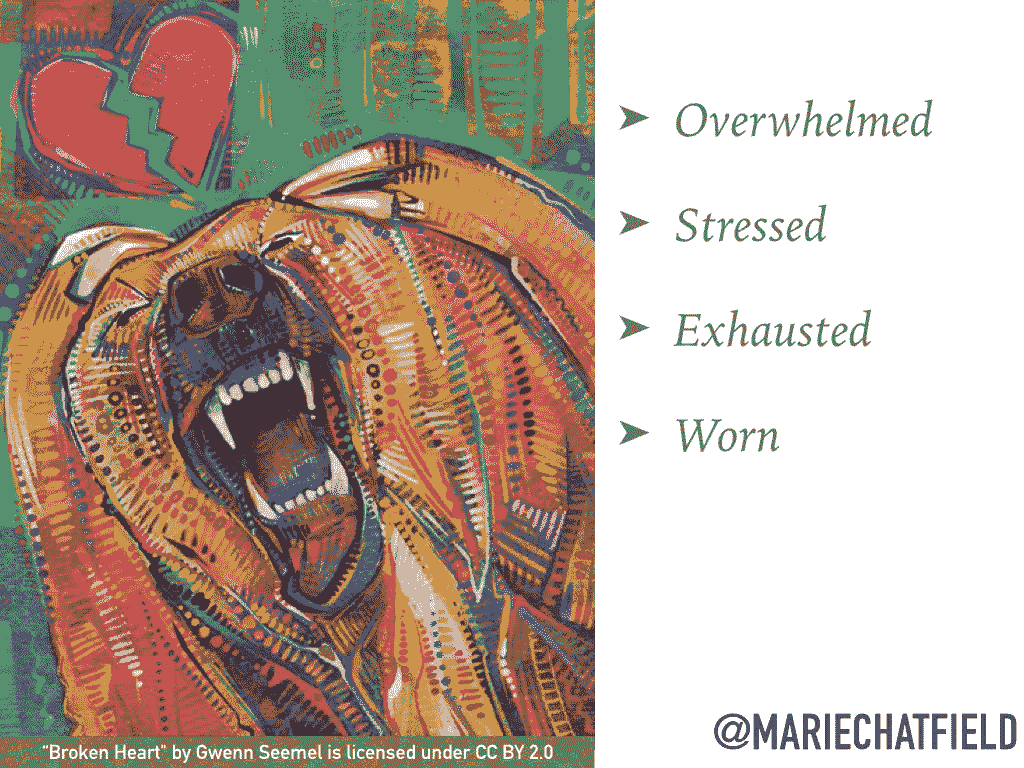 Overwhelmed
Stressed
Exhausted
Worn
"Broken Heart" by Gwenn Seemel is licensed under CC BY 2.0
@MARIECHATFIELD